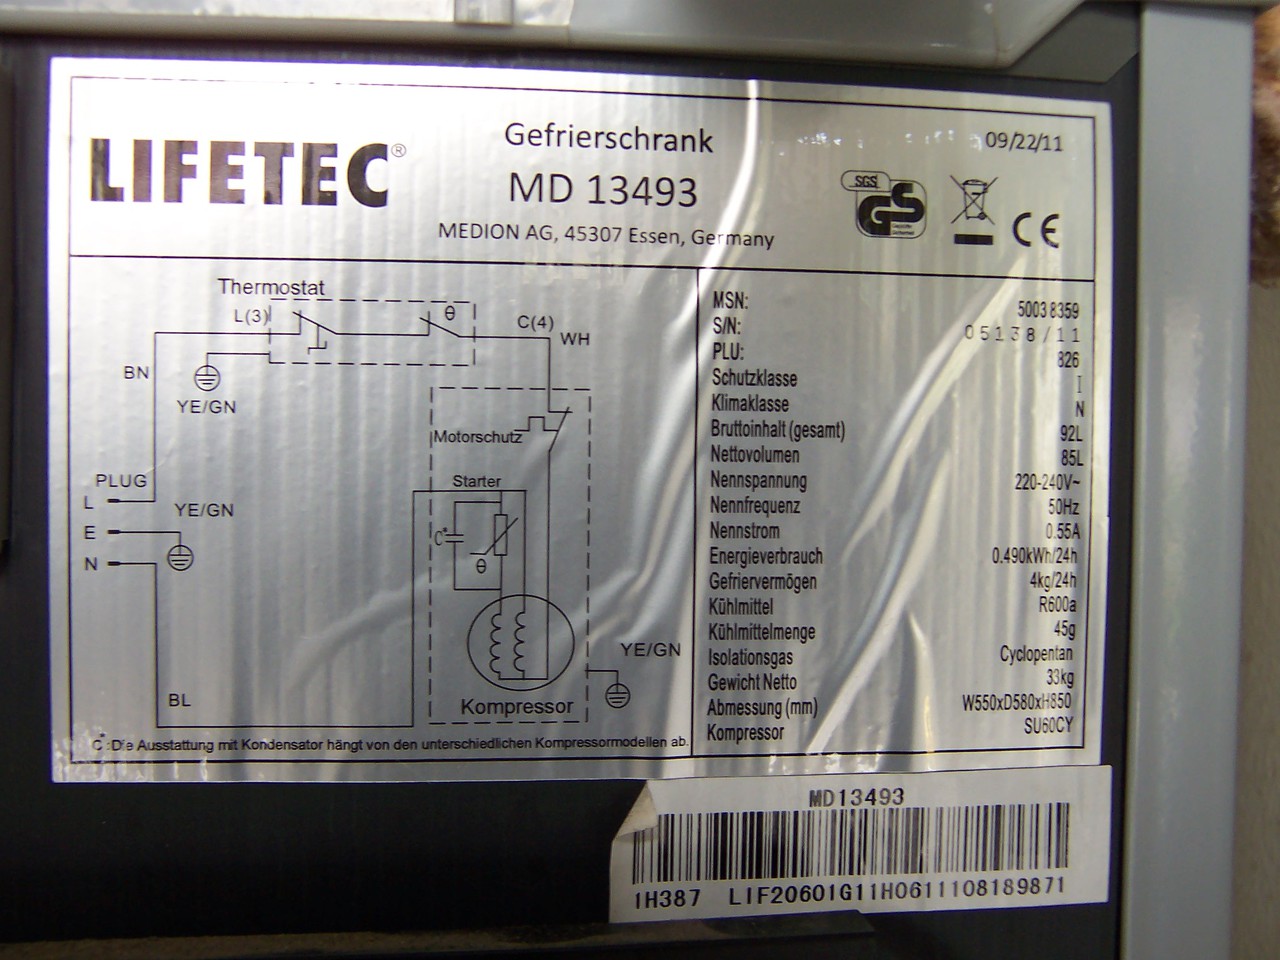 LIFETEC®
Gefrierschrank
MD 13493
MEDION AG, 45307 Essen, Germany
09/22/11
SGS
GS
CE
Thermostat
L(3)
θ
C(4)
WH
BN
YE/GN
Motorschutz
PLUG
L
YE/GN
E
N
Starter
C*
θ
YE/GN
BL
Kompressor
C*:Die Ausstattung mit Kondensator hängt von den unterschiedlichen Kompressormodellen ab.
MSN: 50038359
S/N: 05138/11
PLU: 826
Schutzklasse I
Klimaklasse N
Bruttoinhalt (gesamt) 92L
Nettovolumen 85L
Nennspannung 220-240V~
Nennfrequenz 50Hz
Nennstrom 0.55A
Energieverbrauch 0.490kWh/24h
Gefriervermögen 4kg/24h
Kühlmittel R600a
Kühlmittelmenge 45g
Isolationsgas Cyclopentan
Gewicht Netto 33kg
Abmessung (mm) W550xD580xH850
Kompressor SU60CY
MD13493
1H387 LIF20601G11H0611108189871